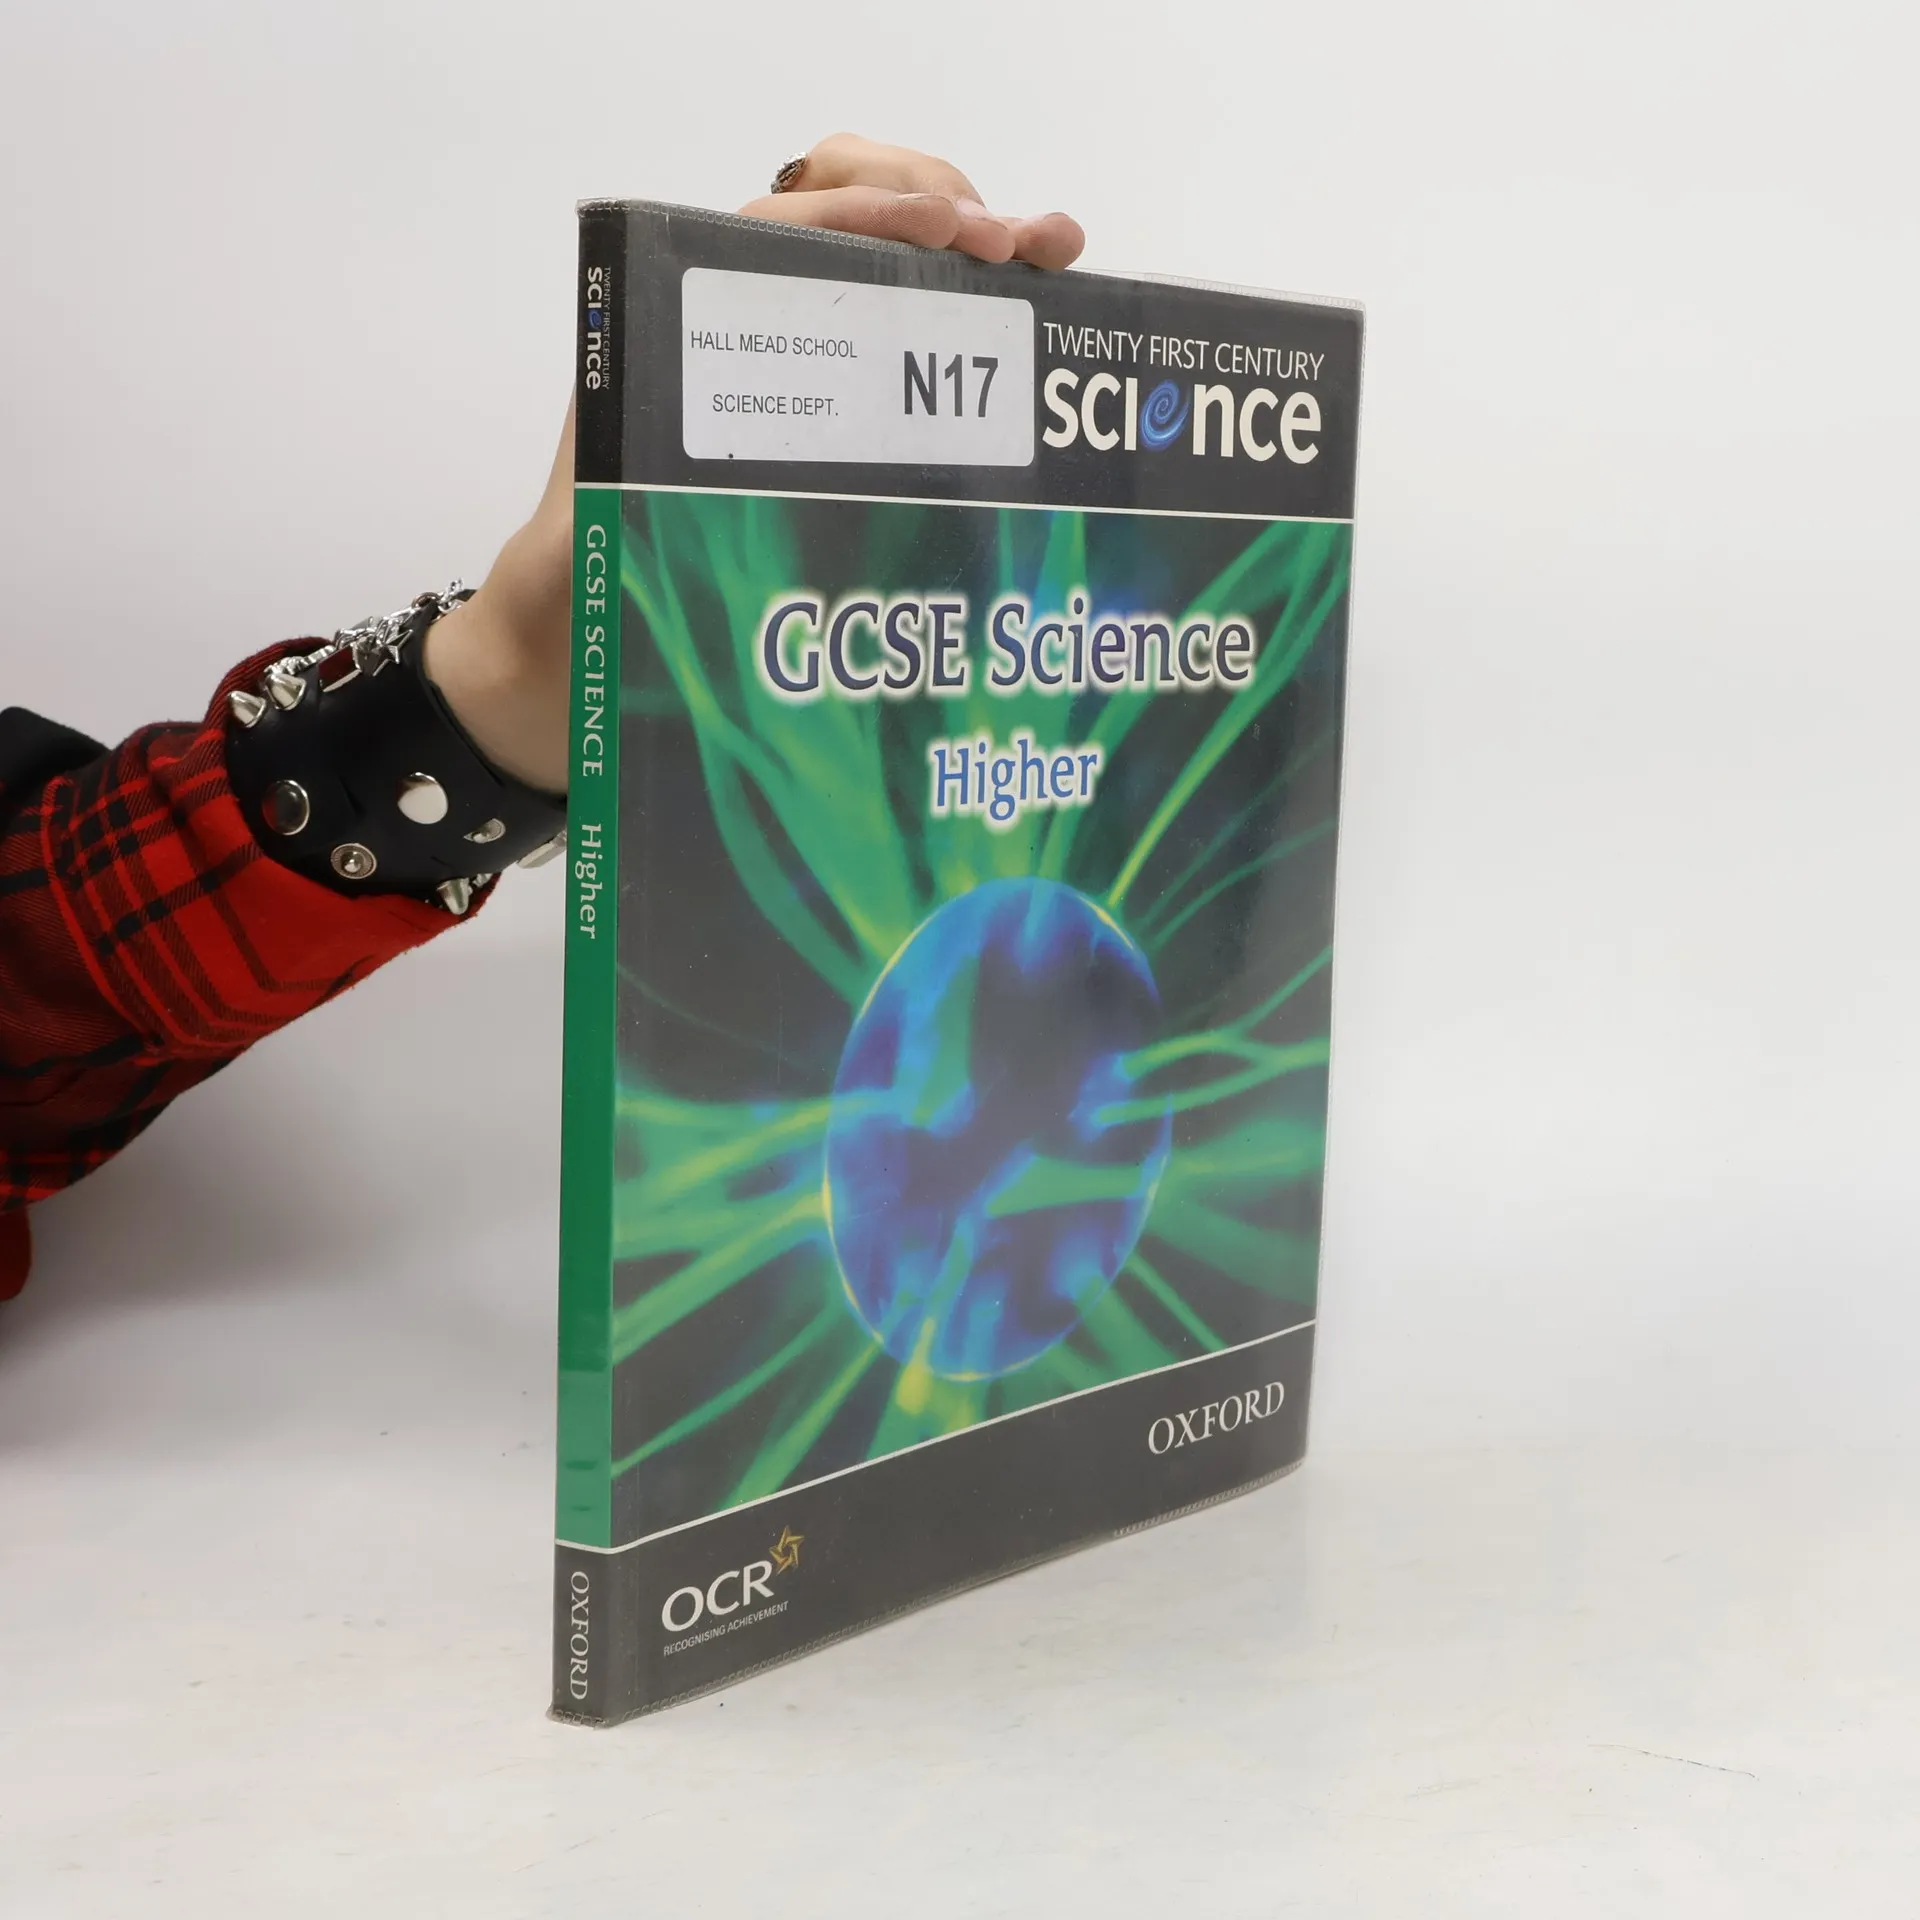 HALL MEAD SCHOOL
SCIENCE DEPT.
N17
TWENTY FIRST CENTURY
science
GCSE Science
Higher
OXFORD
OCR
RECOGNISING ACHIEVEMENT
TWENTY FIRST CENTURY
science
GCSE SCIENCE Higher
OXFORD